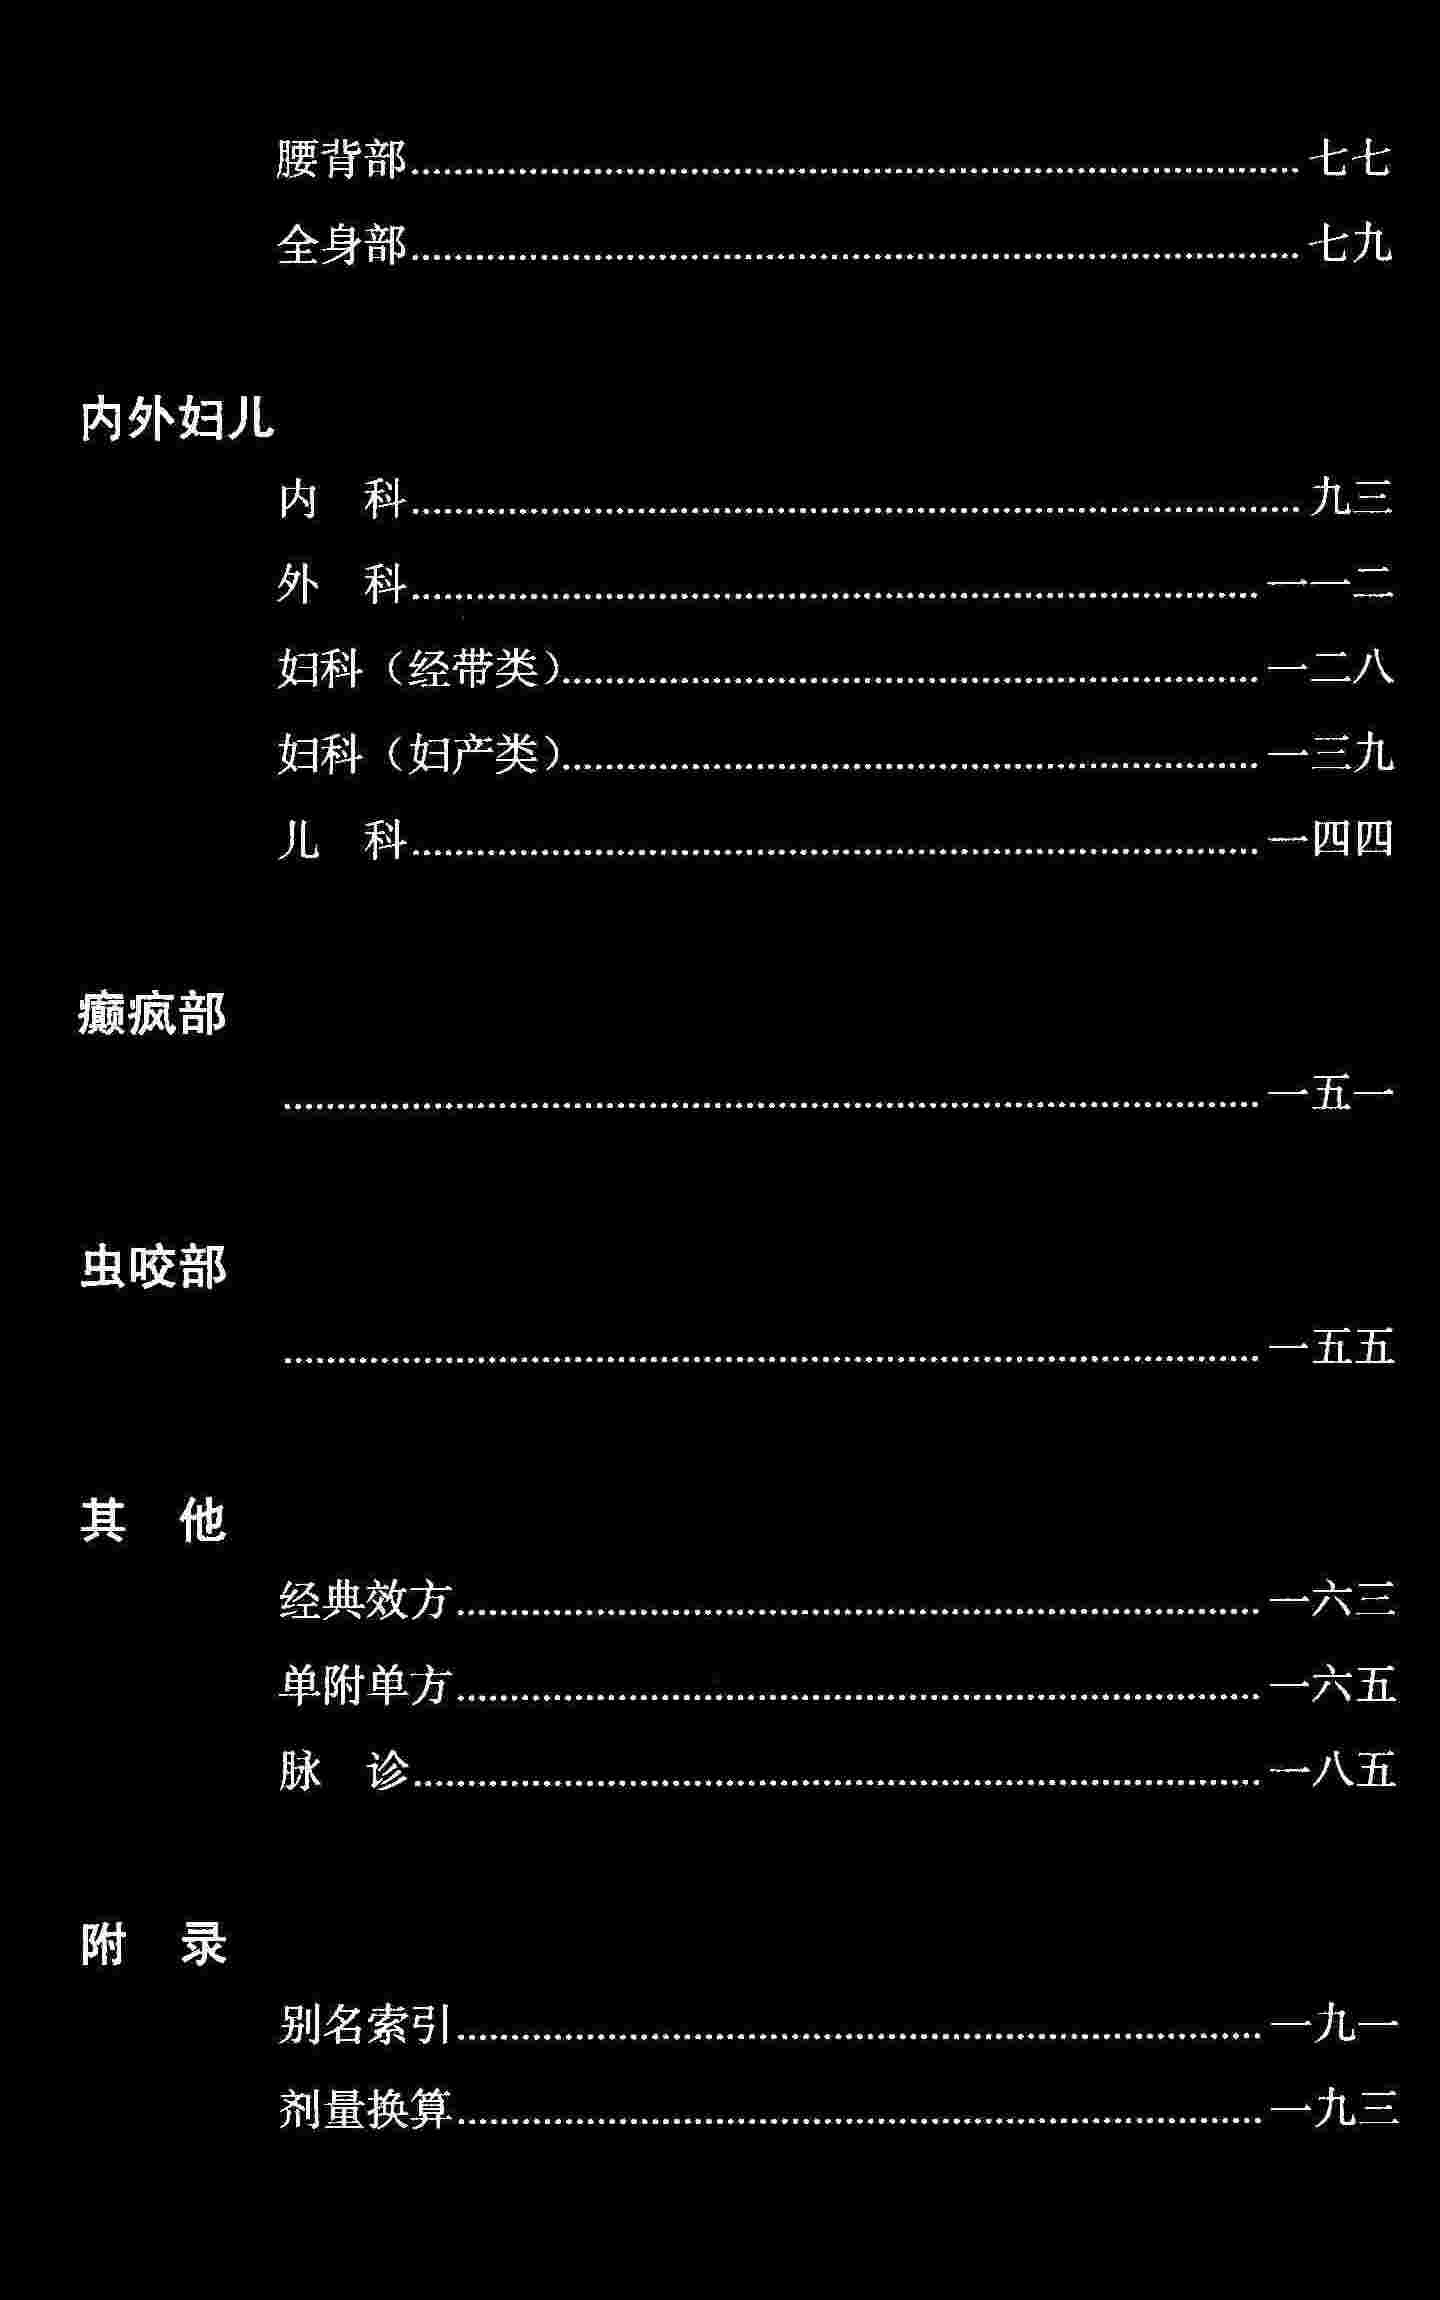 腰背部……七七
全身部……七九
内外妇儿
内　科……九三
外　科……一一二
妇科（经带类）……一二八
妇科（妇产类）……一三九
儿　科……一四四
癫疯部
……一五一
虫咬部
……一五五
其　他
经典效方……一六三
单附单方……一六五
脉　诊……一八五
附　录
别名索引……一九一
剂量换算……一九三